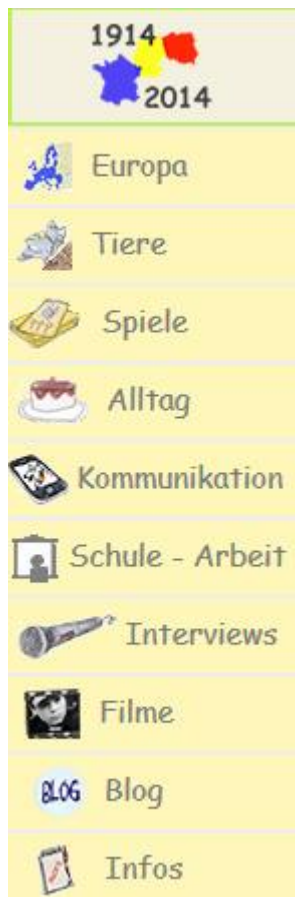 1914
2014
Europa
Tiere
Spiele
Alltag
Kommunikation
Schule - Arbeit
Interviews
Filme
BLOG Blog
Infos